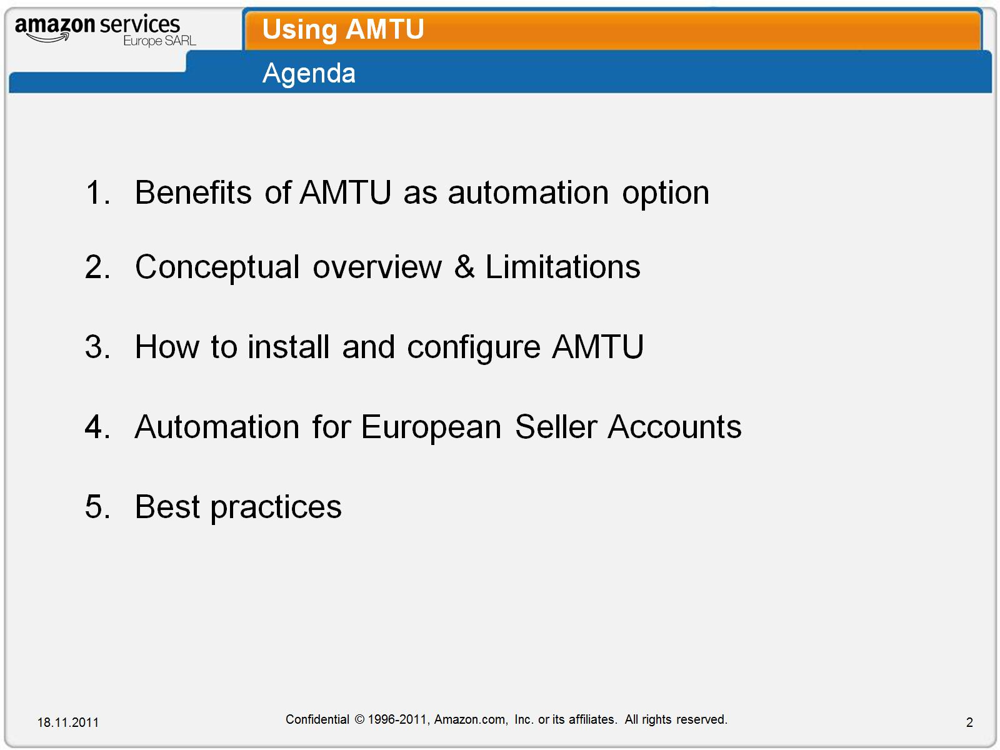 amazon services
Europe SARL
Using AMTU
Agenda
1. Benefits of AMTU as automation option
2. Conceptual overview & Limitations
3. How to install and configure AMTU
4. Automation for European Seller Accounts
5. Best practices
18.11.2011
Confidential © 1996-2011, Amazon.com, Inc. or its affiliates. All rights reserved.
2